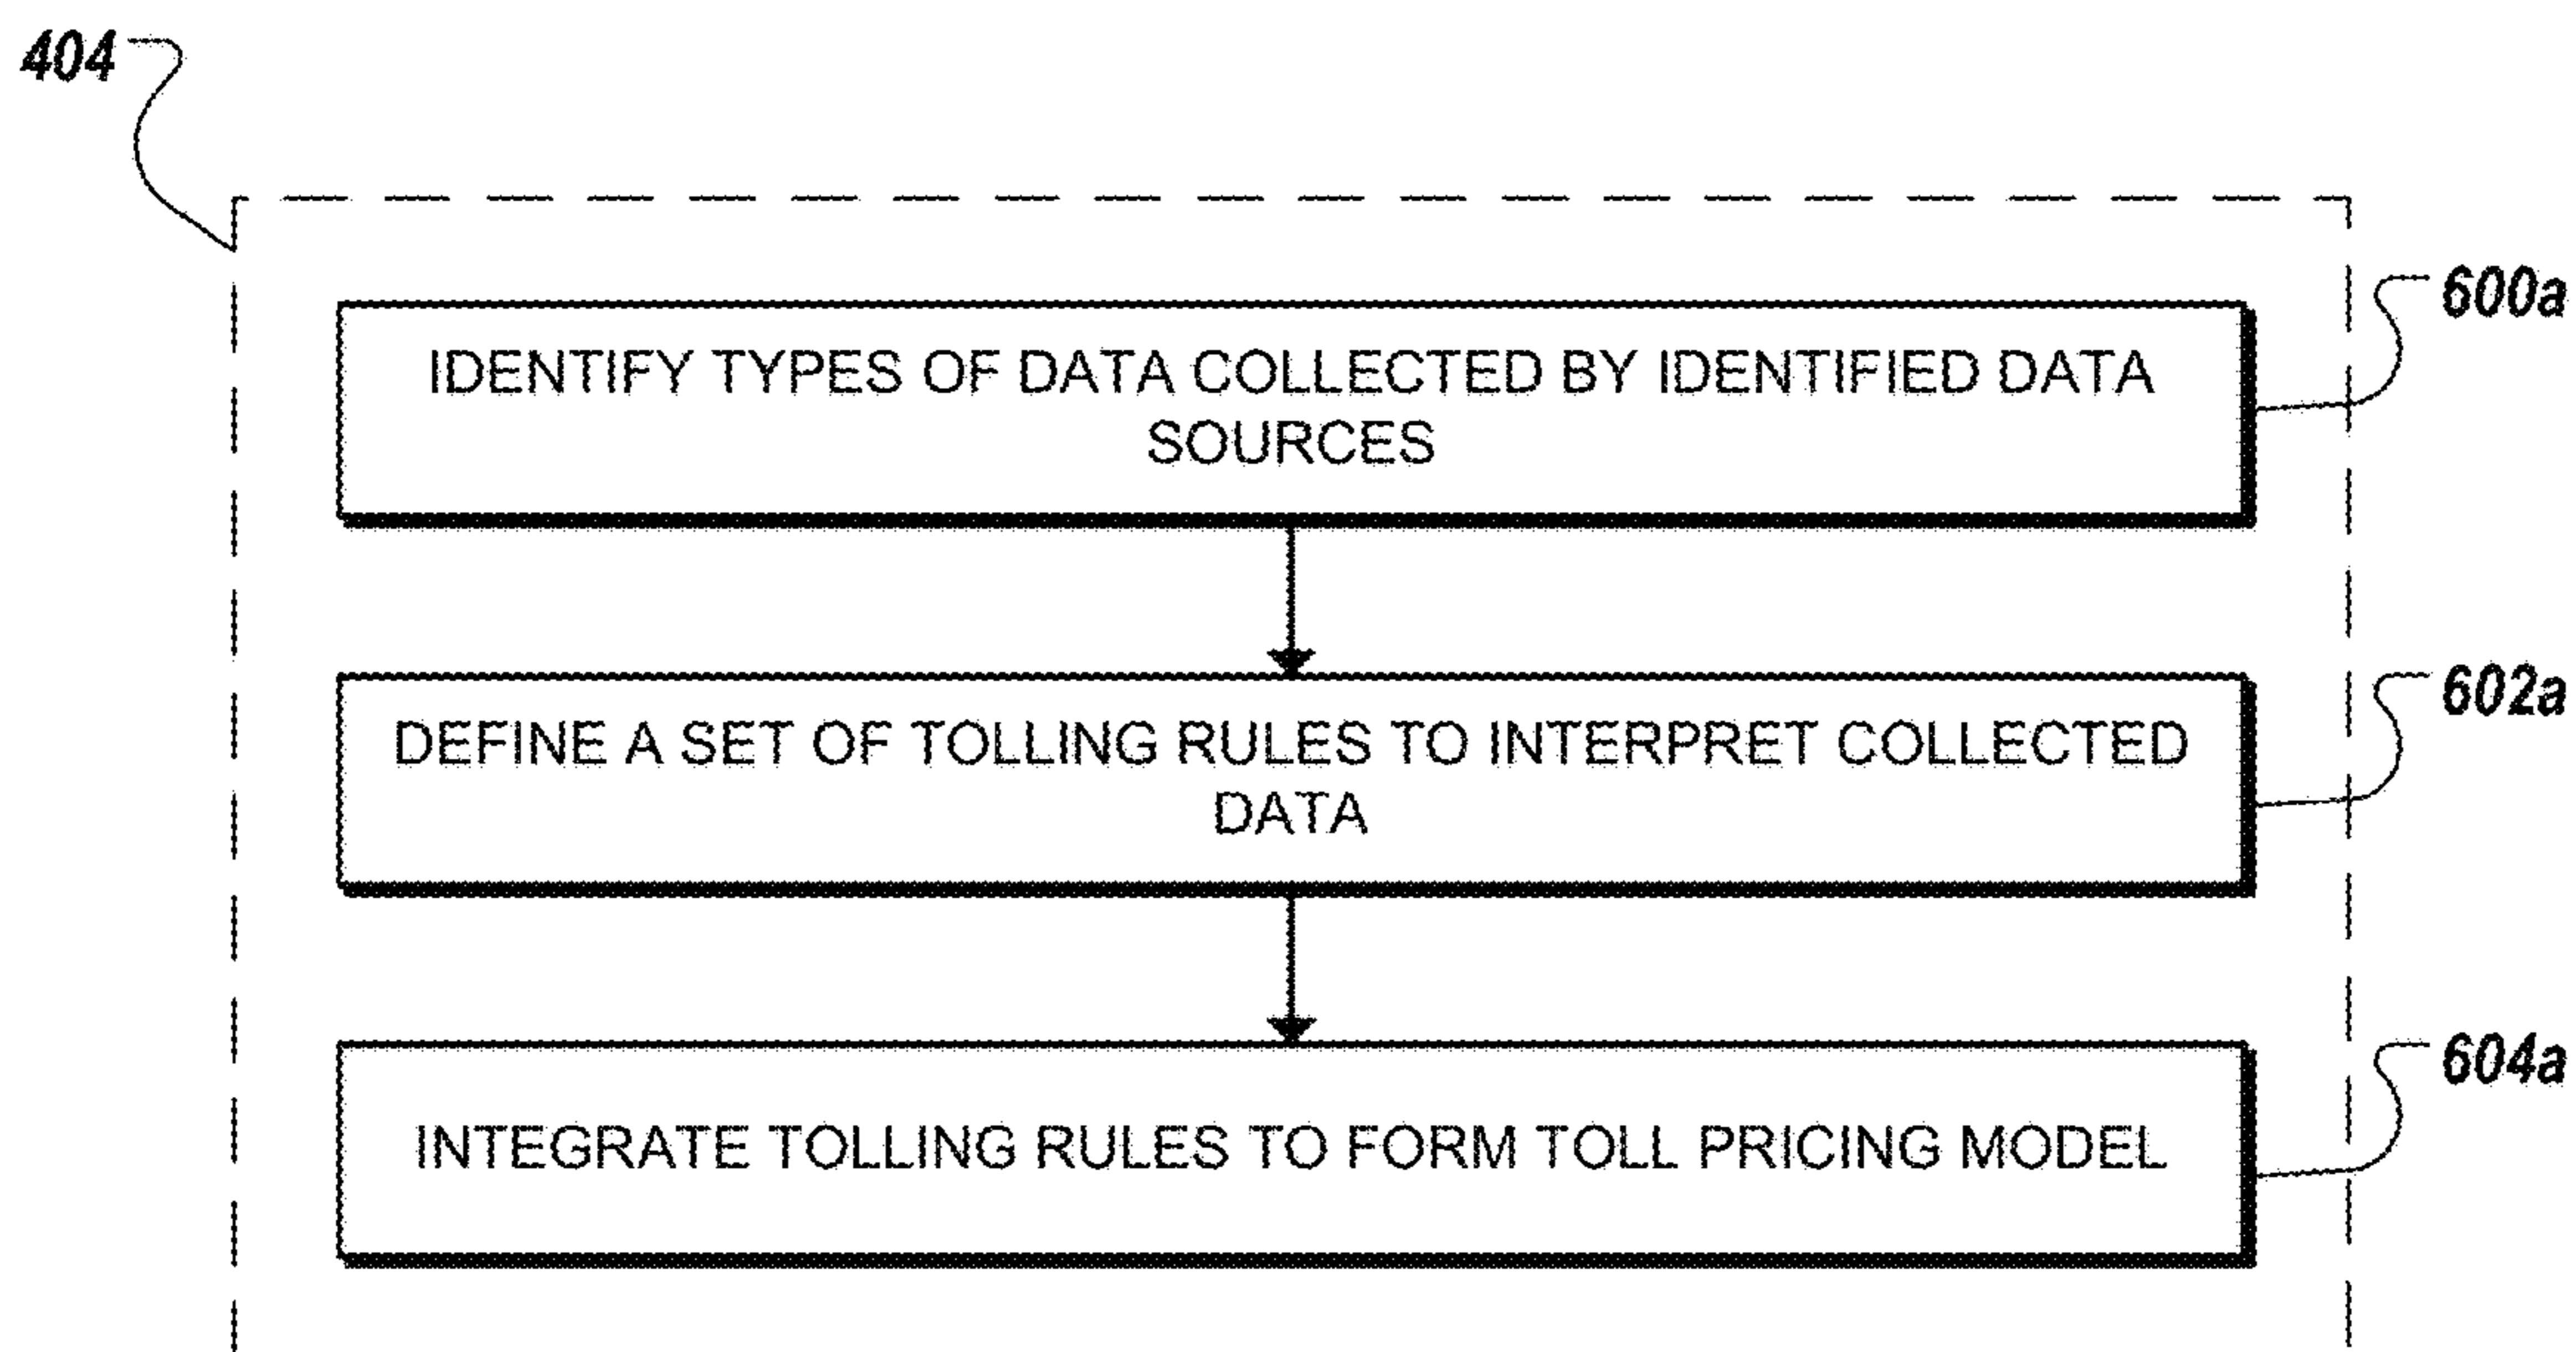 404
600a
IDENTIFY TYPES OF DATA COLLECTED BY IDENTIFIED DATA
SOURCES
602a
DEFINE A SET OF TOLLING RULES TO INTERPRET COLLECTED
DATA
604a
INTEGRATE TOLLING RULES TO FORM TOLL PRICING MODEL